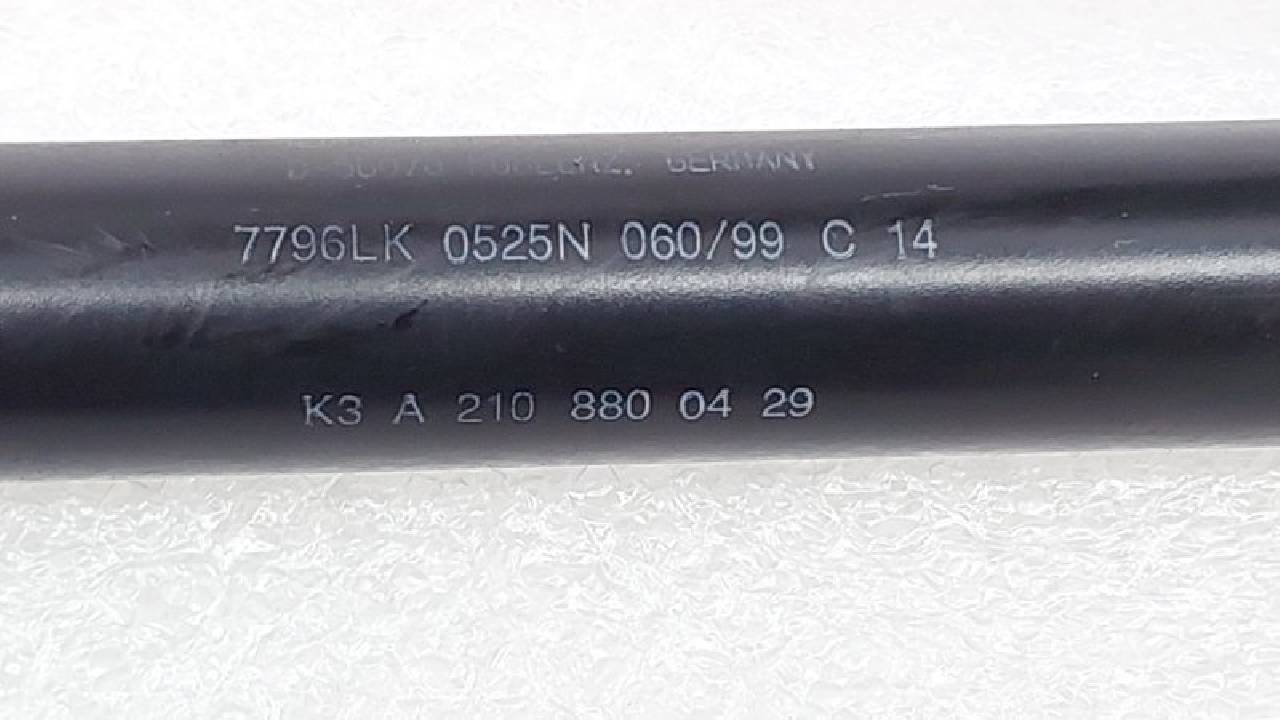 GERMANY
7796LK 0525N 060/99 C 14
K3 A 210 880 04 29